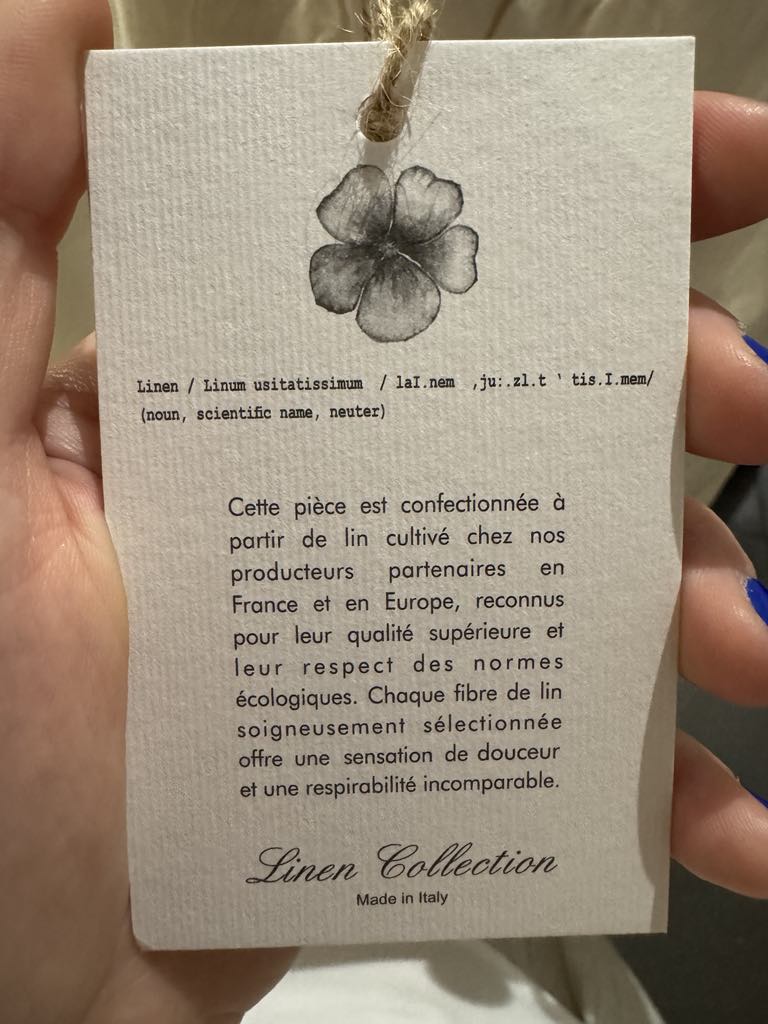 Linen / Linum usitatissimum / laI.nem ,ju:.zl.t ' tis.I.mem/
(noun, scientific name, neuter)
Cette pièce est confectionnée à
partir de lin cultivé chez nos
producteurs partenaires en
France et en Europe, reconnus
pour leur qualité supérieure et
leur respect des normes
écologiques. Chaque fibre de lin
soigneusement sélectionnée
offre une sensation de douceur
et une respirabilité incomparable.
Linen Collection
Made in Italy